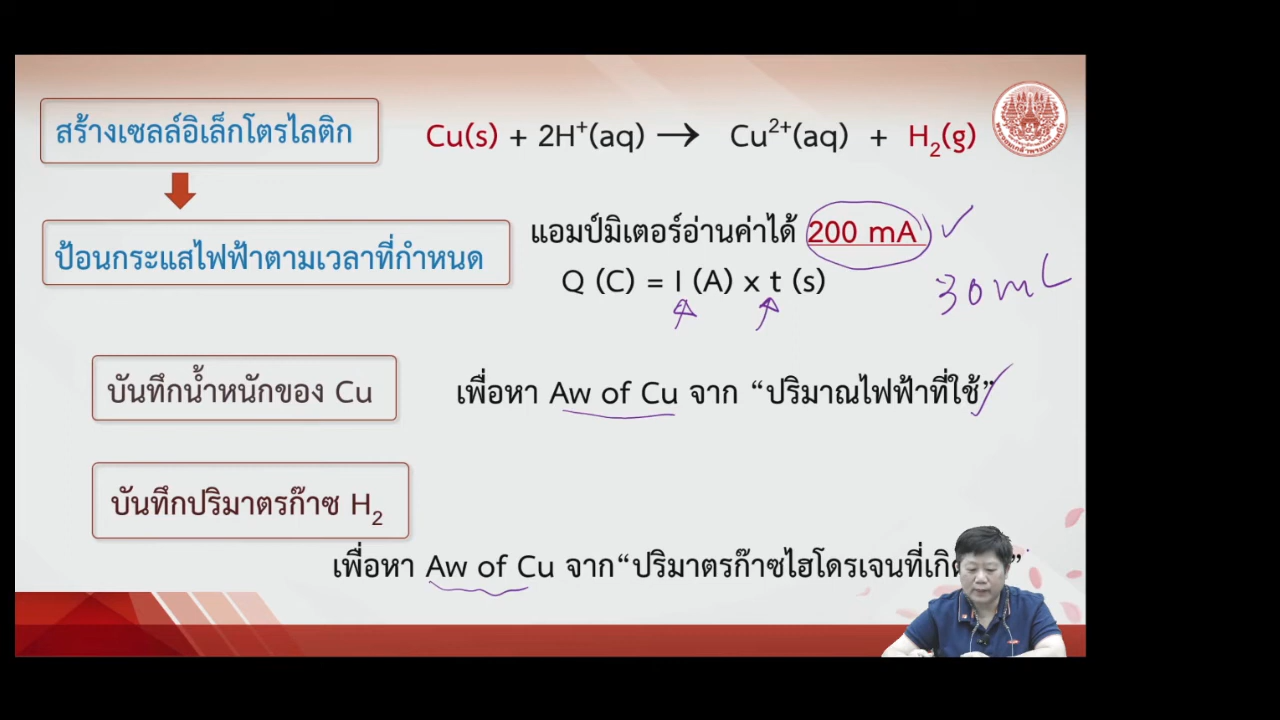 สร้างเซลล์อิเล็กโตรไลติก
Cu(s) + 2H⁺(aq) → Cu²⁺(aq) + H₂(g)
ป้อนกระแสไฟฟ้าตามเวลาที่กำหนด
แอมป์มิเตอร์อ่านค่าได้ 200 mA
Q (C) = I (A) x t (s)
30 mL
บันทึกน้ำหนักของ Cu
เพื่อหา Aw of Cu จาก “ปริมาณไฟฟ้าที่ใช้”
บันทึกปริมาตรก๊าซ H₂
เพื่อหา Aw of Cu จาก“ปริมาตรก๊าซไฮโดรเจนที่